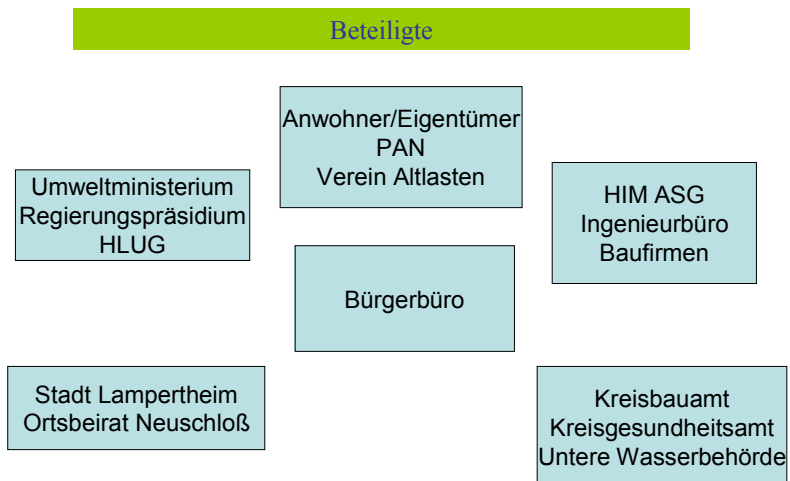 Beteiligte
Anwohner/Eigentümer
PAN
Verein Altlasten
Umweltministerium
Regierungspräsidium
HLUG
HIM ASG
Ingenieurbüro
Baufirmen
Bürgerbüro
Stadt Lampertheim
Ortsbeirat Neuschloß
Kreisbauamt
Kreisgesundheitsamt
Untere Wasserbehörde